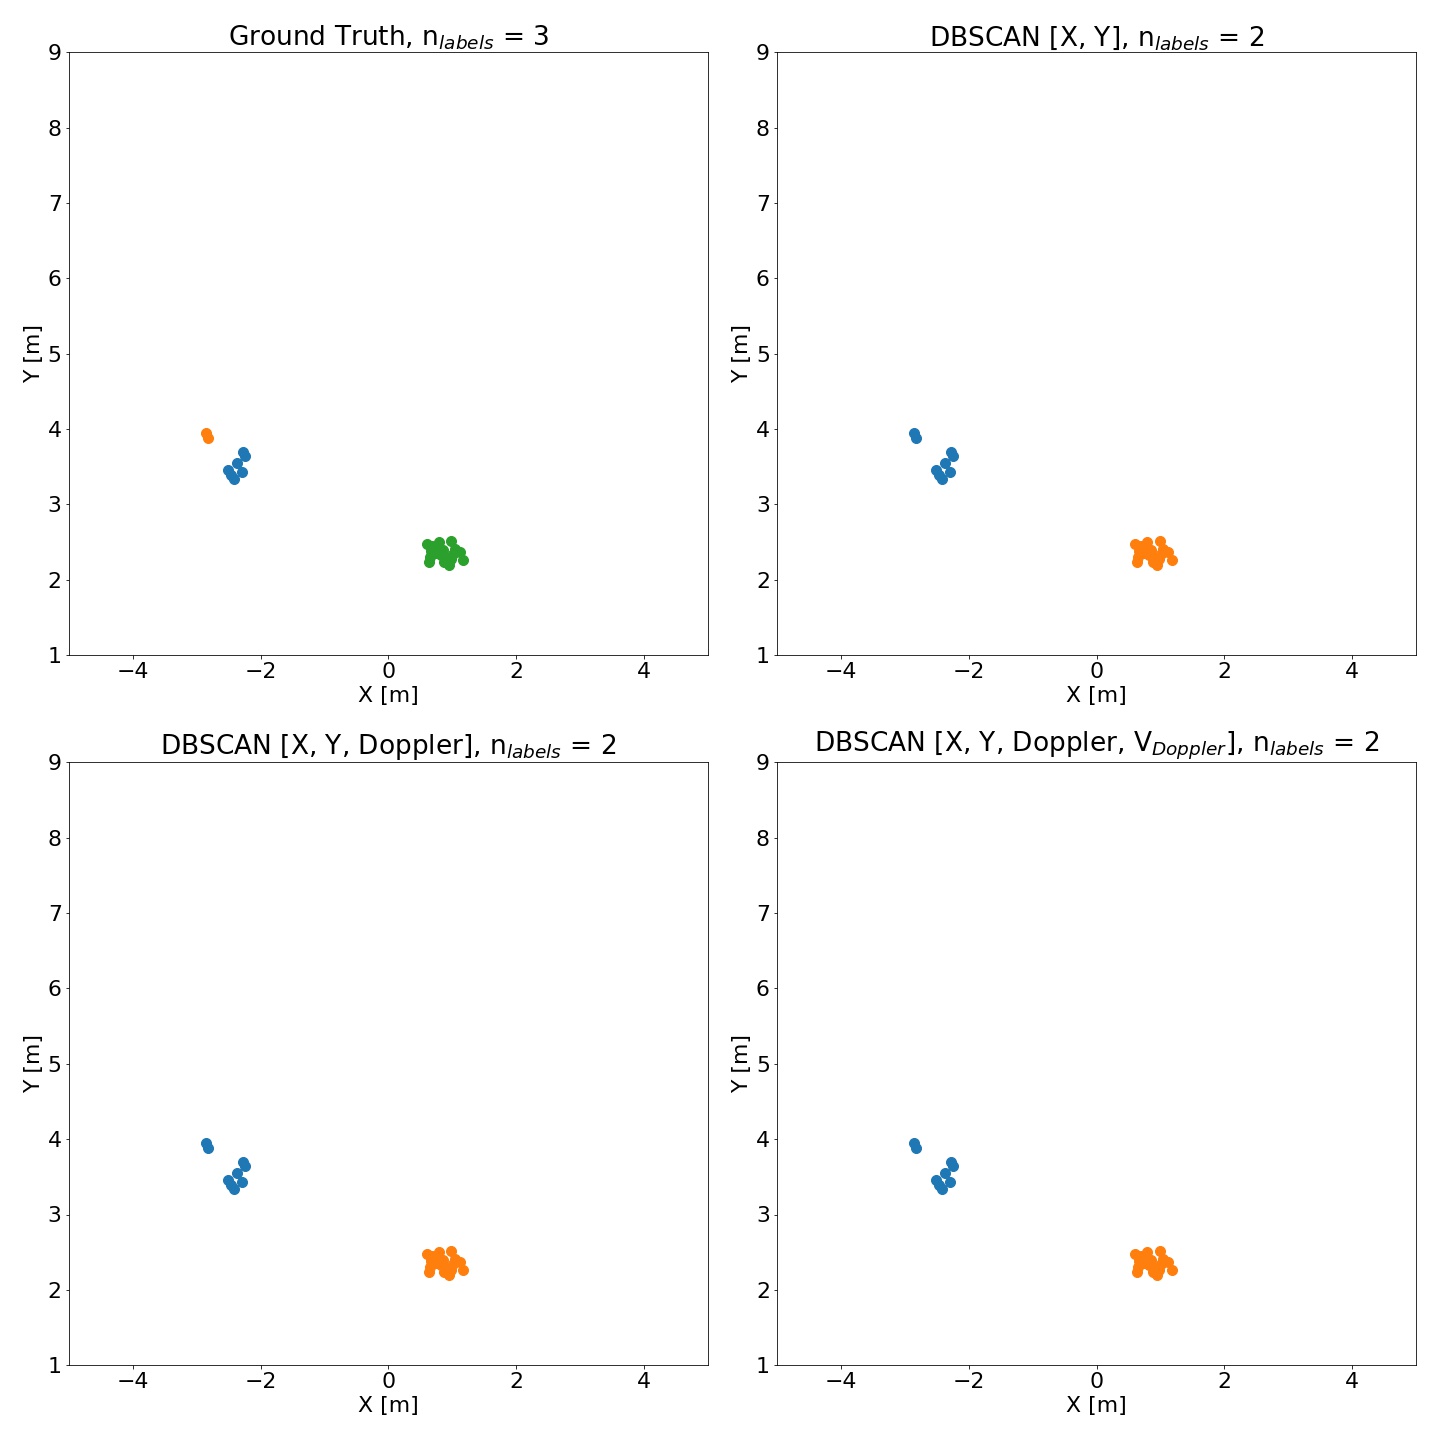 Ground Truth, n_labels = 3
9
8
7
6
5
4
3
2
1
Y [m]
−4 −2 0 2 4
X [m]
DBSCAN [X, Y], n_labels = 2
9
8
7
6
5
4
3
2
1
Y [m]
−4 −2 0 2 4
X [m]
DBSCAN [X, Y, Doppler], n_labels = 2
9
8
7
6
5
4
3
2
1
Y [m]
−4 −2 0 2 4
X [m]
DBSCAN [X, Y, Doppler, V_Doppler], n_labels = 2
9
8
7
6
5
4
3
2
1
Y [m]
−4 −2 0 2 4
X [m]